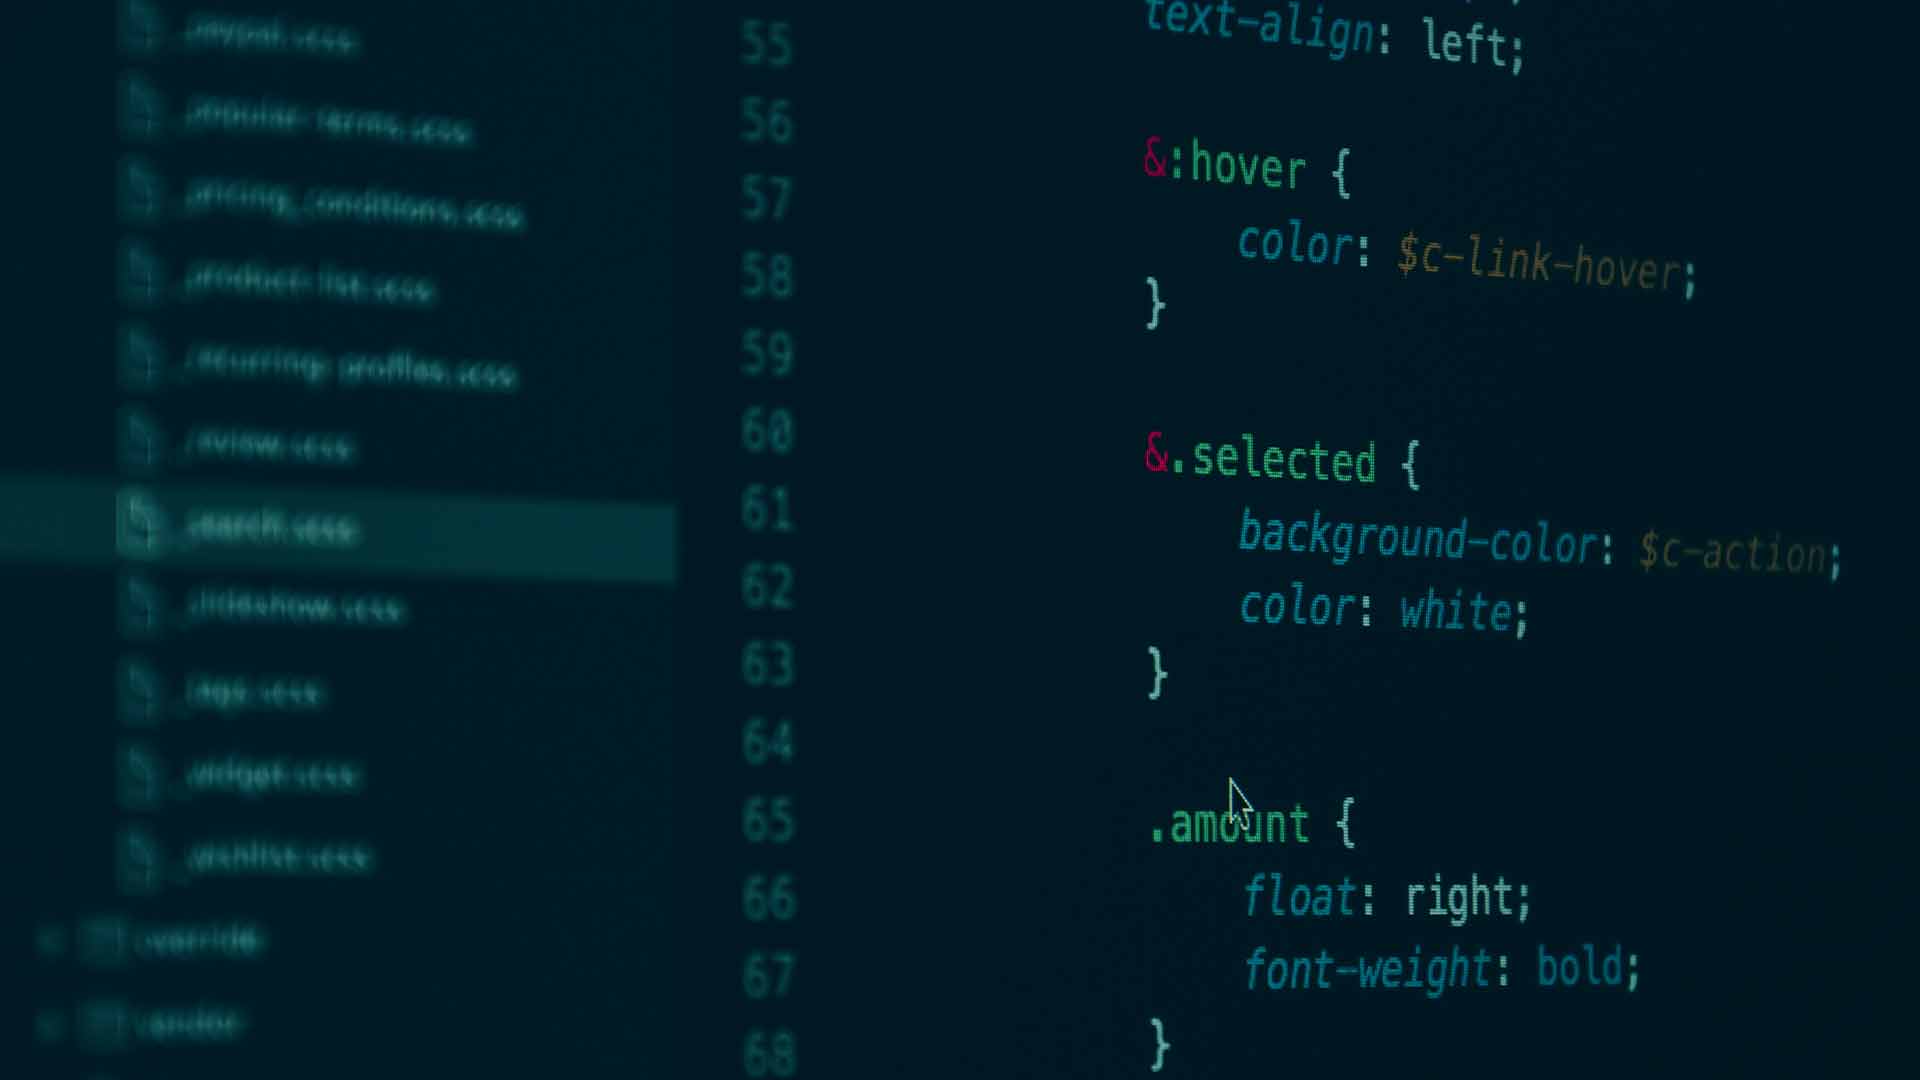 _paypal.scss
_popular-terms.scss
_pricing_conditions.scss
_product-list.scss
_recurring-profiles.scss
_review.scss
_search.scss
_slideshow.scss
_tags.scss
_widget.scss
_wishlist.scss
override
vendor
55
56
57
58
59
60
61
62
63
64
65
66
67
68
text-align: left;
&:hover {
color: $c-link-hover;
}
&.selected {
background-color: $c-action;
color: white;
}
.amount {
float: right;
font-weight: bold;
}